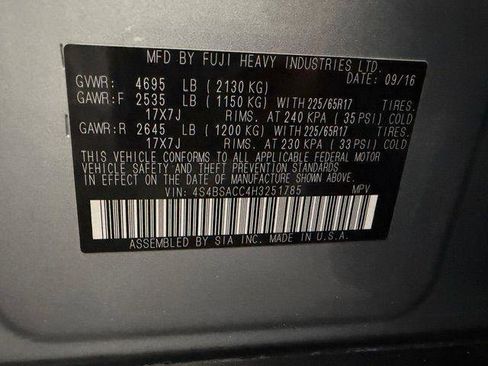 MFD BY FUJI HEAVY INDUSTRIES LTD.
DATE: 09/16
GVWR: 4695 LB (2130 KG)
GAWR:F 2535 LB (1150 KG) WITH 225/65R17 TIRES.
17X7J RIMS. AT 240 KPA (35 PSI) COLD
GAWR:R 2645 LB (1200 KG) WITH 225/65R17 TIRES.
17X7J RIMS. AT 230 KPA (33 PSI) COLD
THIS VEHICLE CONFORMS TO ALL APPLICABLE FEDERAL MOTOR
VEHICLE SAFETY AND THEFT PREVENTION STANDARDS
IN EFFECT ON THE DATE OF MANUFACTURE SHOWN ABOVE.
VIN: 4S4BSACC4H3251785 MPV
ASSEMBLED BY SIA INC. MADE IN U.S.A.